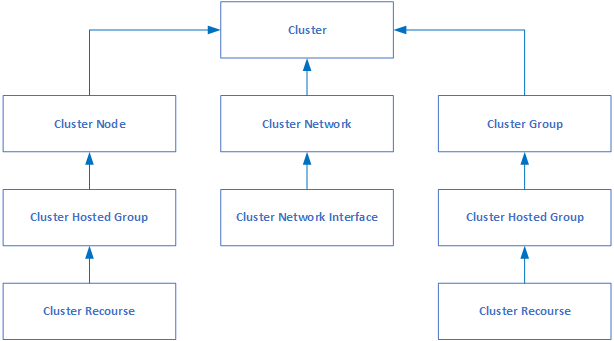 Cluster
Cluster Node
Cluster Network
Cluster Group
Cluster Hosted Group
Cluster Network Interface
Cluster Hosted Group
Cluster Recourse
Cluster Recourse